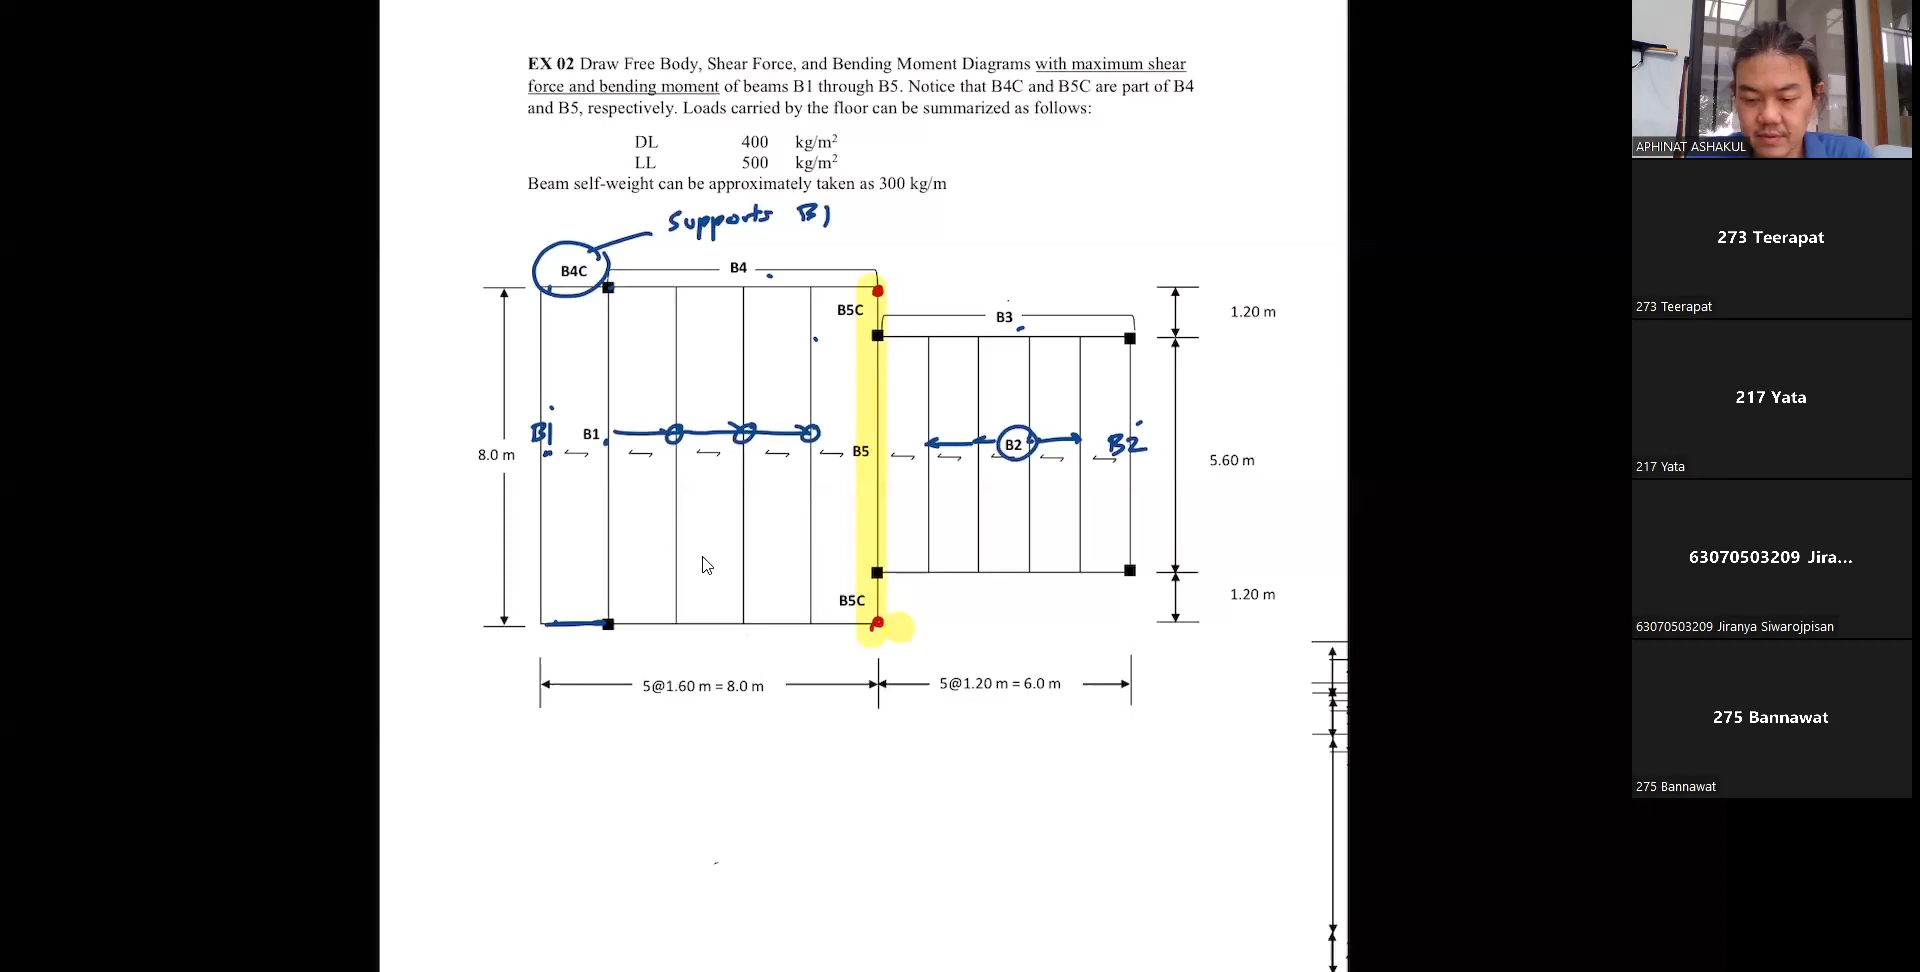 EX 02 Draw Free Body, Shear Force, and Bending Moment Diagrams with maximum shear
force and bending moment of beams B1 through B5. Notice that B4C and B5C are part of B4
and B5, respectively. Loads carried by the floor can be summarized as follows:
DL 400 kg/m²
LL 500 kg/m²
Beam self-weight can be approximately taken as 300 kg/m
Supports B1
B4C
B4
B5C
B3
1.20 m
B1'
B1
B5
B2
B2'
8.0 m
5.60 m
B5C
1.20 m
5@1.60 m = 8.0 m
5@1.20 m = 6.0 m
APHINAT ASHAKUL
273 Teerapat
273 Teerapat
217 Yata
217 Yata
63070503209 Jira...
63070503209 Jiranya Siwarojpisan
275 Bannawat
275 Bannawat